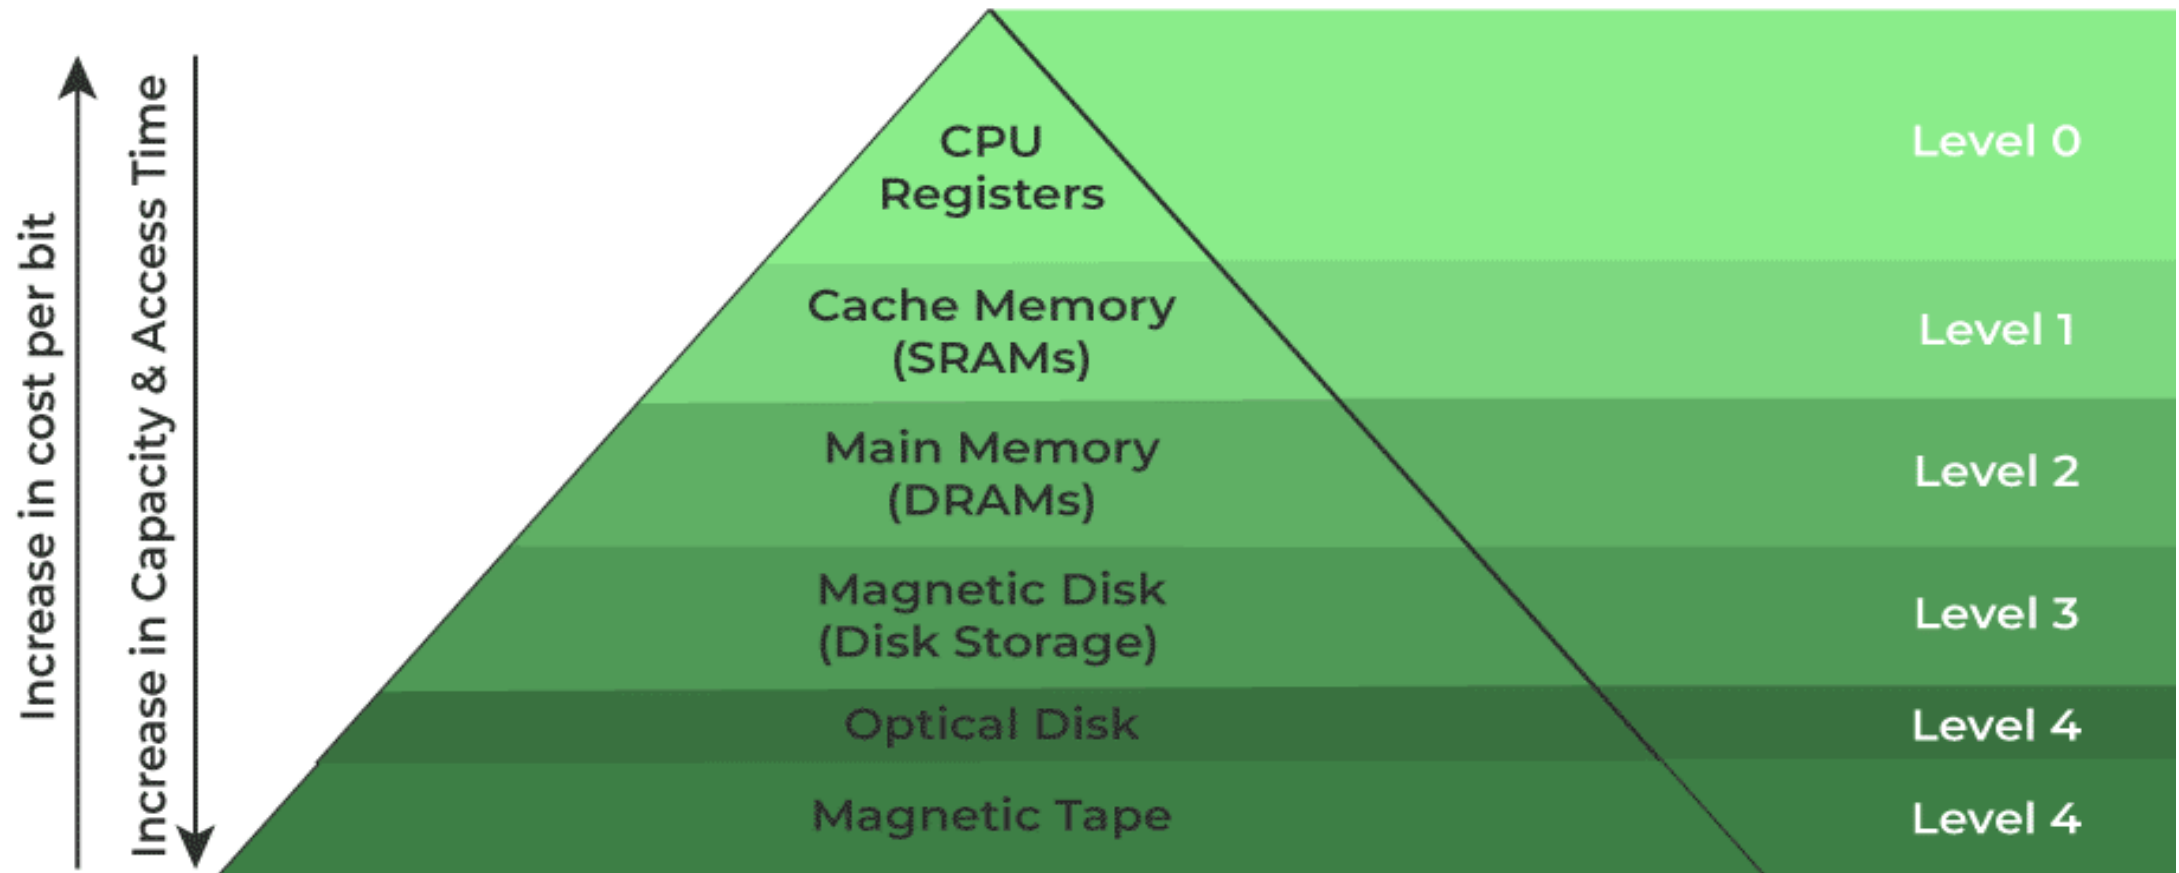 Increase in cost per bit
Increase in Capacity & Access Time
CPU
Registers
Level 0
Cache Memory
(SRAMs)
Level 1
Main Memory
(DRAMs)
Level 2
Magnetic Disk
(Disk Storage)
Level 3
Optical Disk
Level 4
Magnetic Tape
Level 4